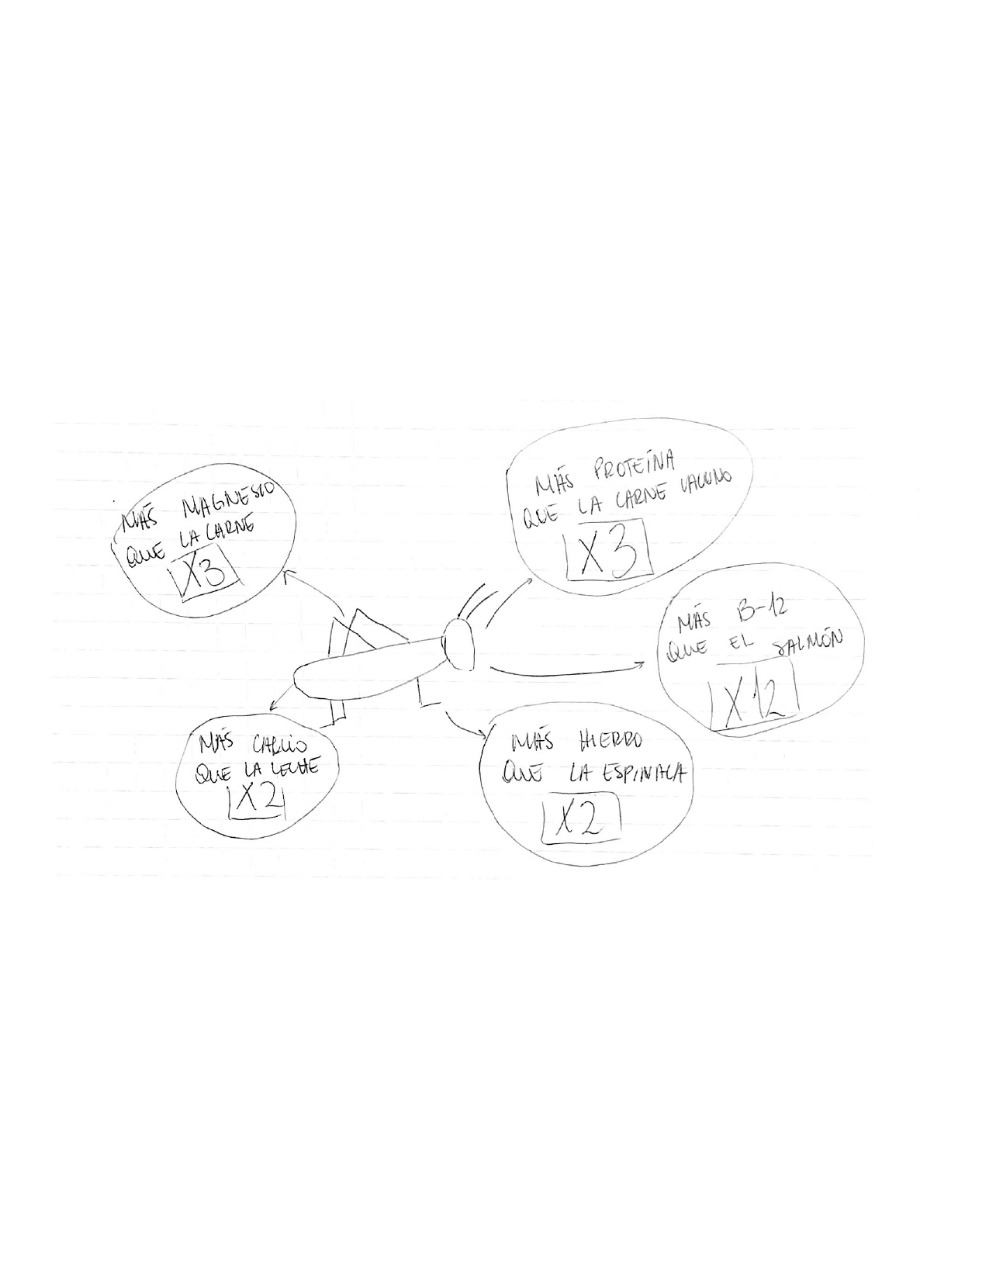 MÁS MAGNESIO
QUE LA CARNE
X3
MÁS PROTEÍNA
QUE LA CARNE VACUNO
X3
MÁS B-12
QUE EL SALMÓN
X12
MÁS HIERRO
QUE LA ESPINACA
X2
MÁS CALCIO
QUE LA LECHE
X2